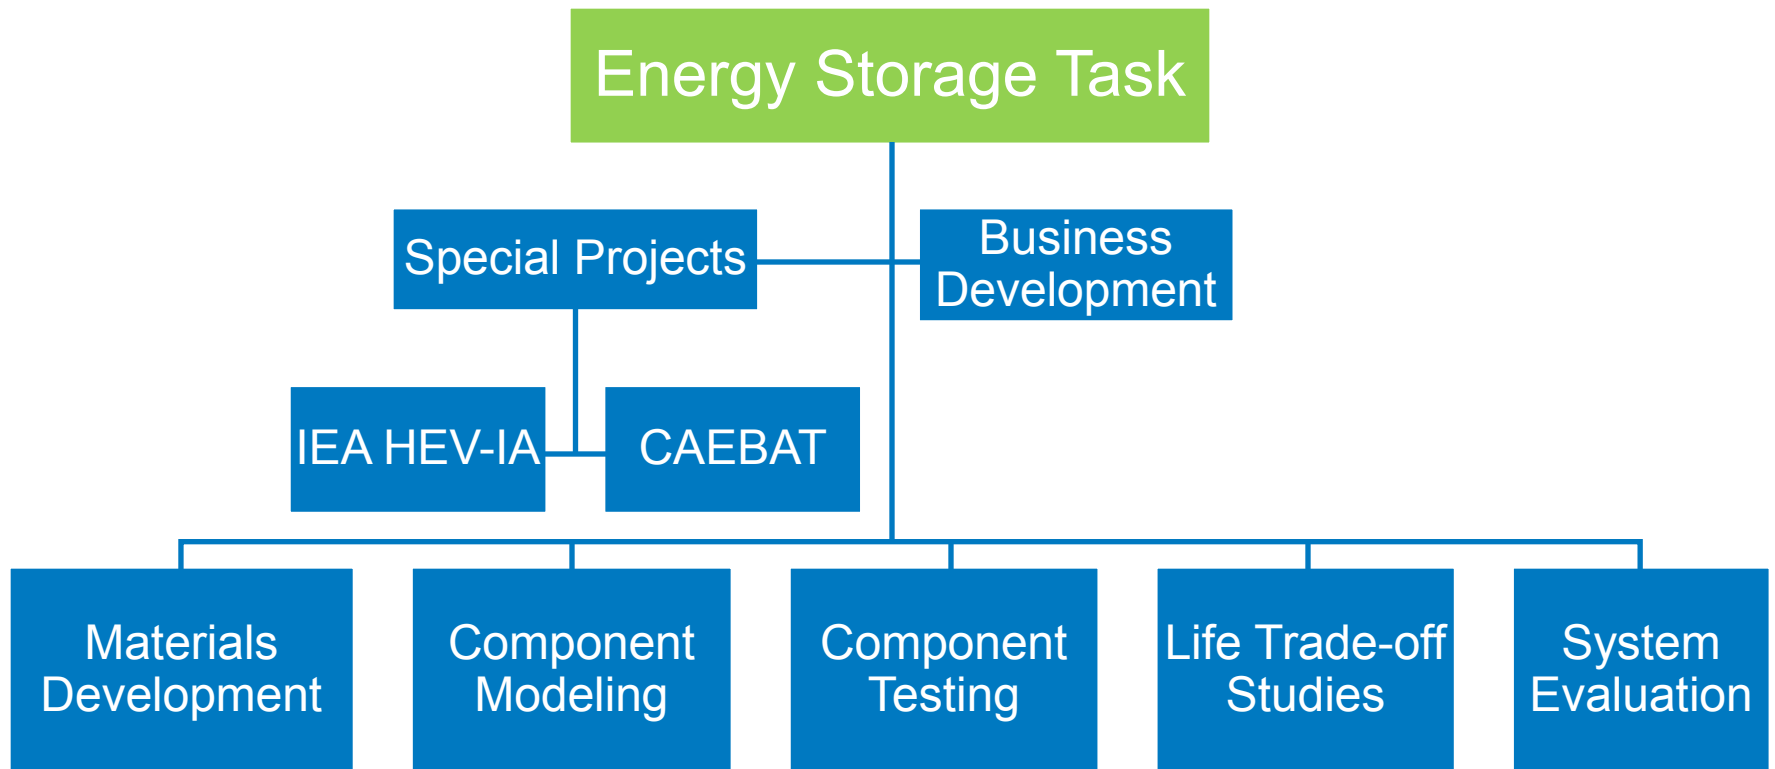 Energy Storage Task
Special Projects
Business
Development
IEA HEV-IA
CAEBAT
Materials
Development
Component
Modeling
Component
Testing
Life Trade-off
Studies
System
Evaluation